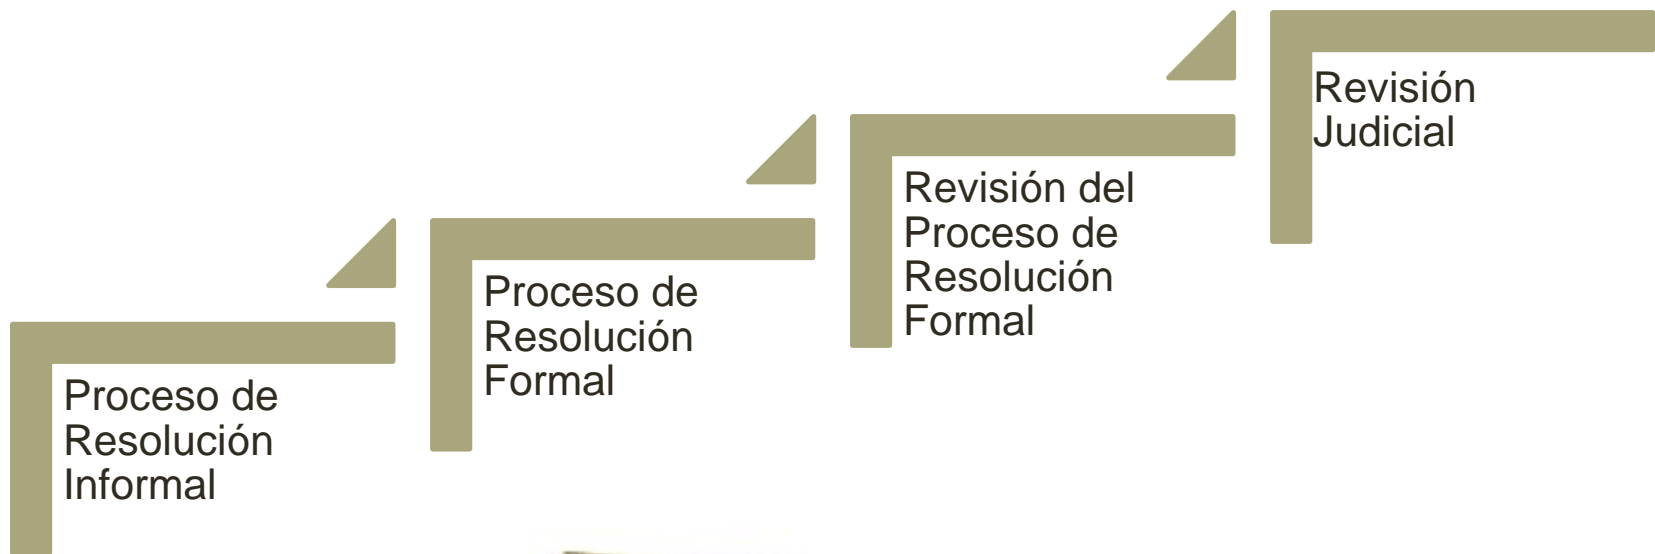 Proceso de
Resolución
Informal
Proceso de
Resolución
Formal
Revisión del
Proceso de
Resolución
Formal
Revisión
Judicial